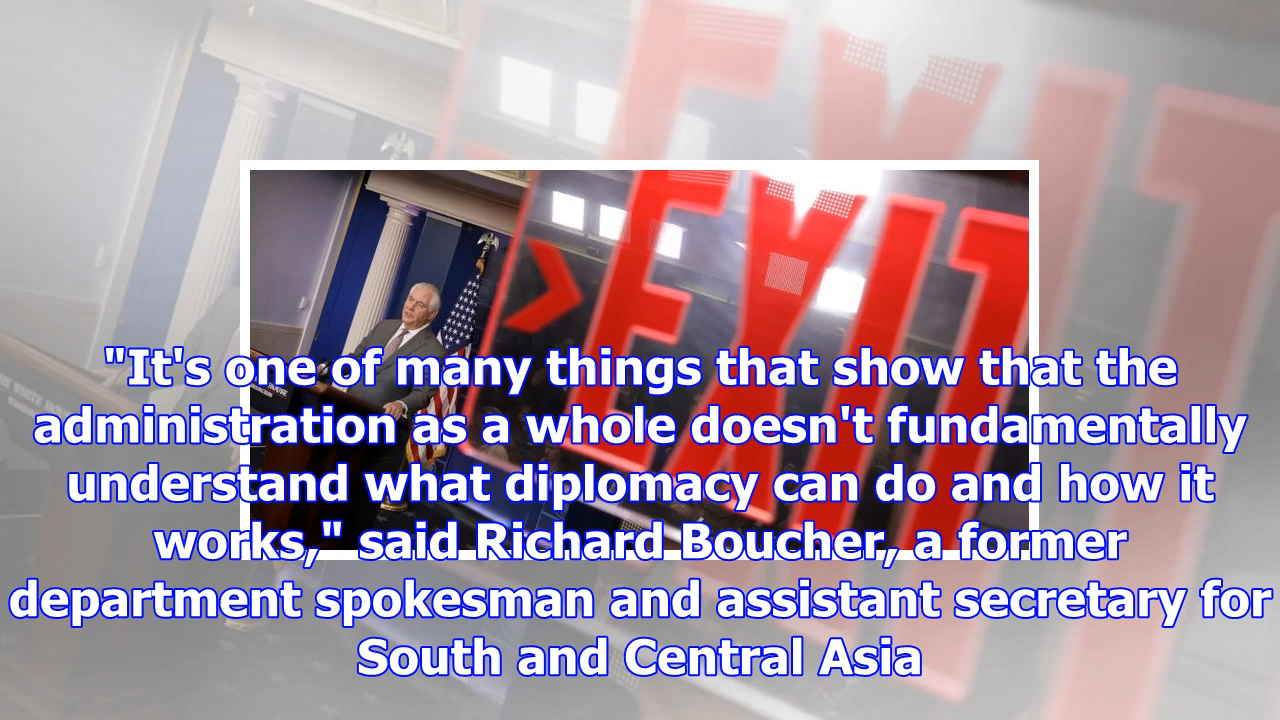 EXIT
"It's one of many things that show that the
administration as a whole doesn't fundamentally
understand what diplomacy can do and how it
works," said Richard Boucher, a former
department spokesman and assistant secretary for
South and Central Asia